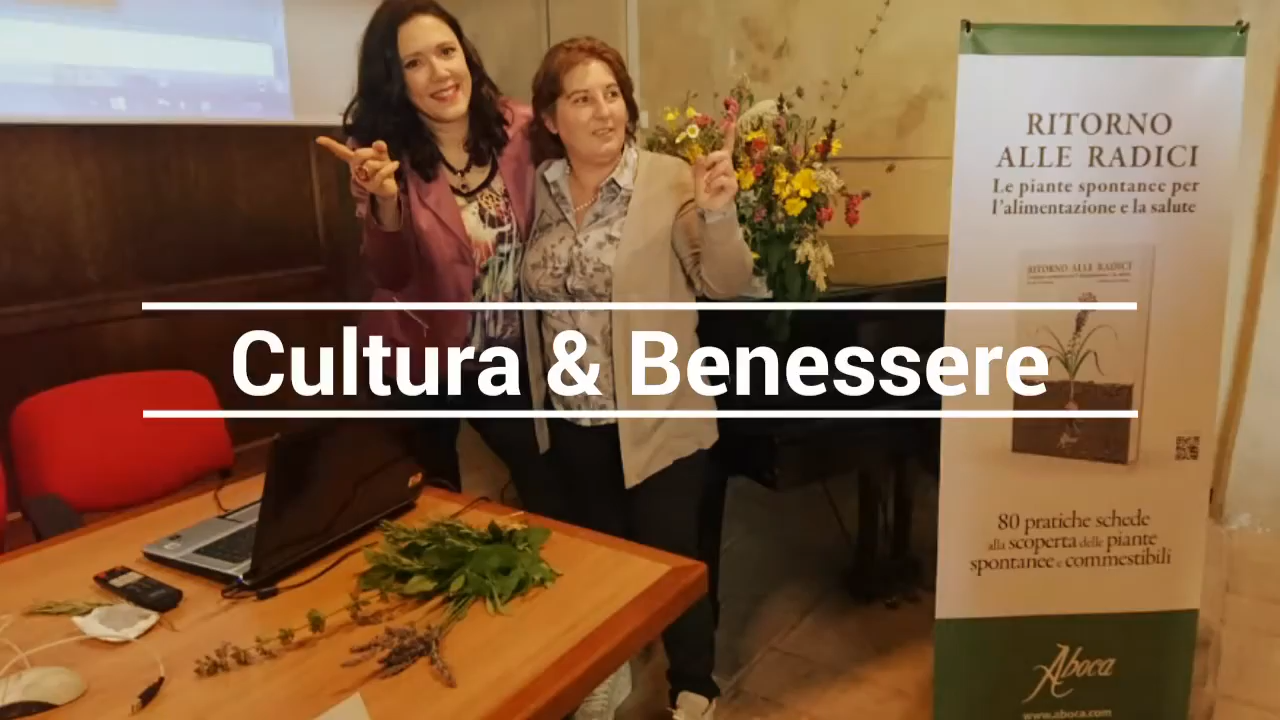 RITORNO
ALLE RADICI
Le piante spontanee per
l'alimentazione e la salute
RITORNO ALLE RADICI
Cultura & Benessere
80 pratiche schede
alla scoperta delle piante
spontanee e commestibili
Aboca
www.aboca.com